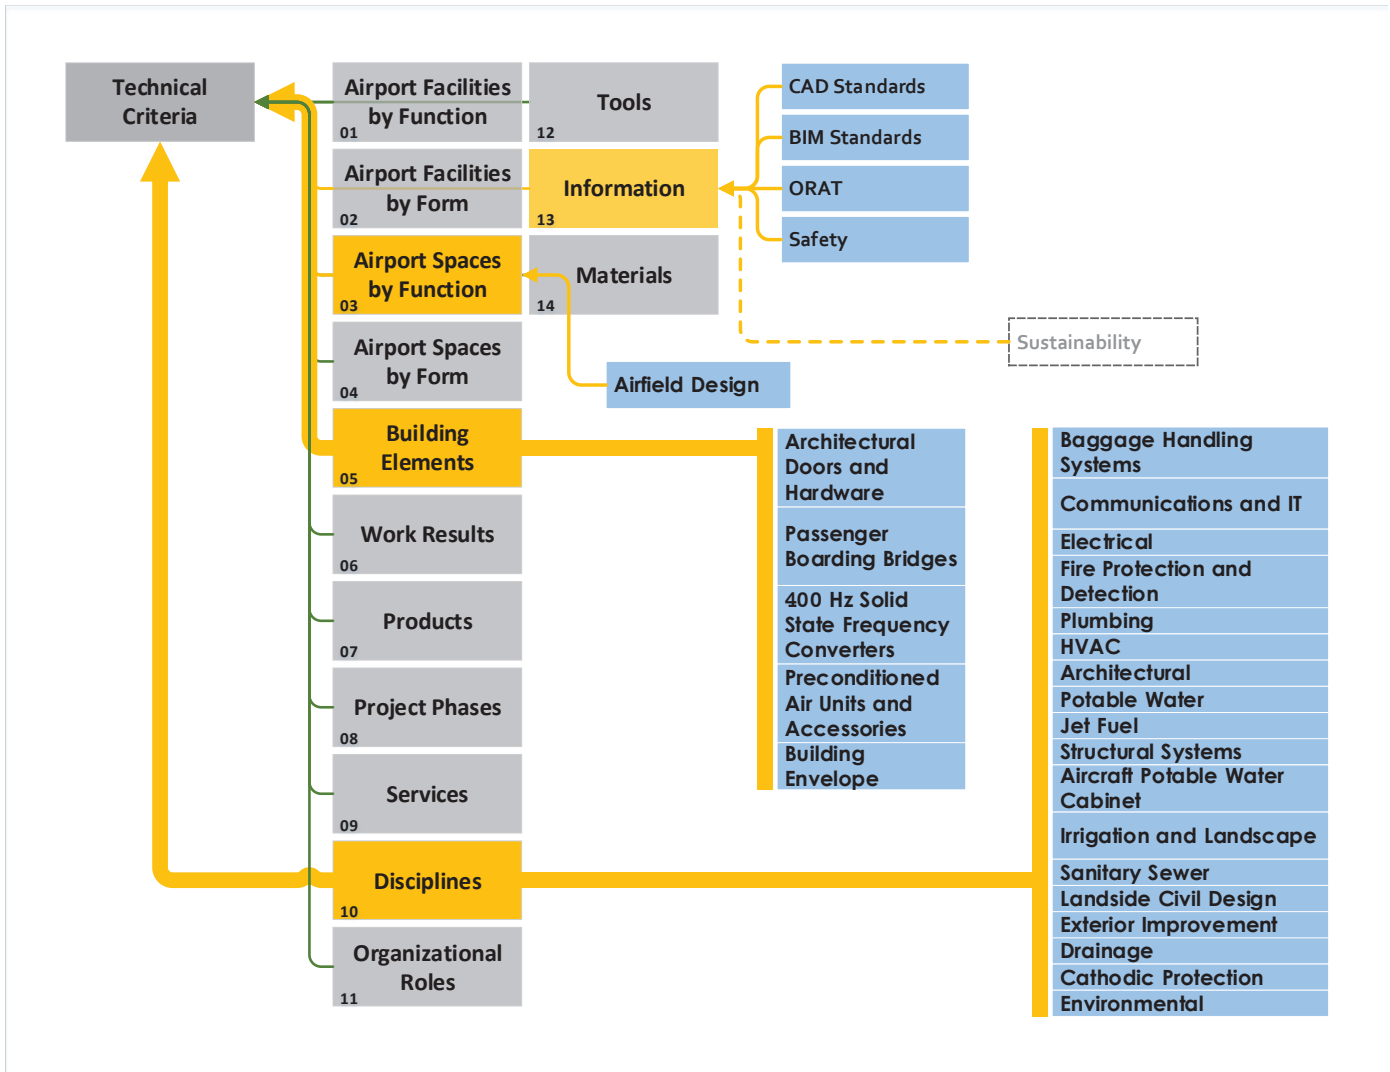 Technical
Criteria
Airport Facilities
by Function
01
Airport Facilities
by Form
02
Airport Spaces
by Function
03
Airport Spaces
by Form
04
Building
Elements
05
Work Results
06
Products
07
Project Phases
08
Services
09
Disciplines
10
Organizational
Roles
11
Tools
12
Information
13
Materials
14
CAD Standards
BIM Standards
ORAT
Safety
Sustainability
Airfield Design
Architectural
Doors and
Hardware
Passenger
Boarding Bridges
400 Hz Solid
State Frequency
Converters
Preconditioned
Air Units and
Accessories
Building
Envelope
Baggage Handling
Systems
Communications and IT
Electrical
Fire Protection and
Detection
Plumbing
HVAC
Architectural
Potable Water
Jet Fuel
Structural Systems
Aircraft Potable Water
Cabinet
Irrigation and Landscape
Sanitary Sewer
Landside Civil Design
Exterior Improvement
Drainage
Cathodic Protection
Environmental